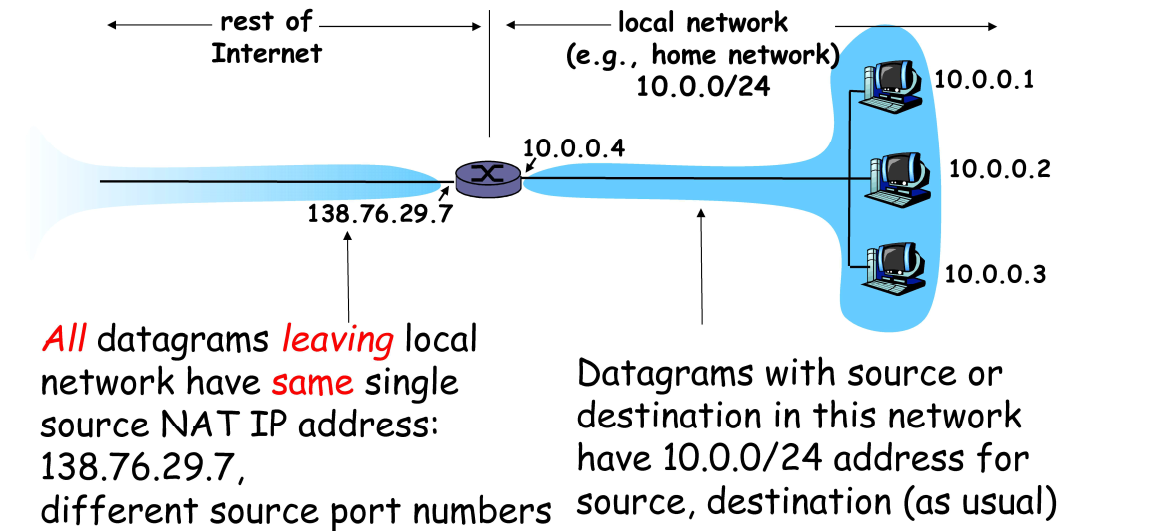 rest of
Internet
local network
(e.g., home network)
10.0.0/24
10.0.0.1
10.0.0.4
10.0.0.2
138.76.29.7
10.0.0.3
All datagrams leaving local
network have same single
source NAT IP address:
138.76.29.7,
different source port numbers
Datagrams with source or
destination in this network
have 10.0.0/24 address for
source, destination (as usual)